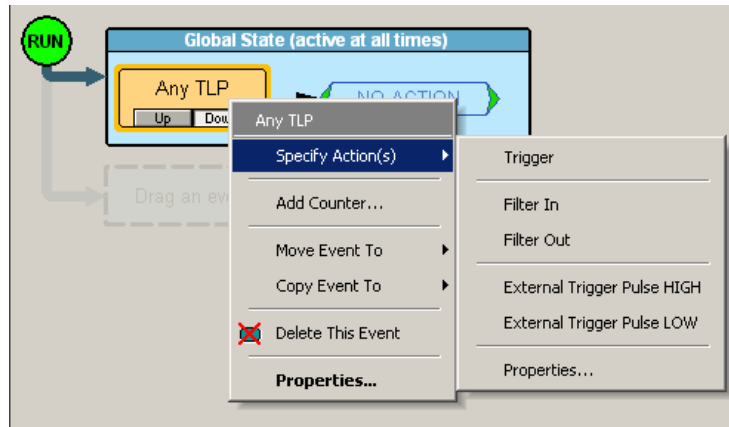 RUN
Global State (active at all times)
Any TLP
NO ACTION
Up
Any TLP
Specify Action(s)
Trigger
Drag an
Add Counter...
Filter In
Filter Out
Move Event To
Copy Event To
External Trigger Pulse HIGH
External Trigger Pulse LOW
Delete This Event
Properties...
Properties...